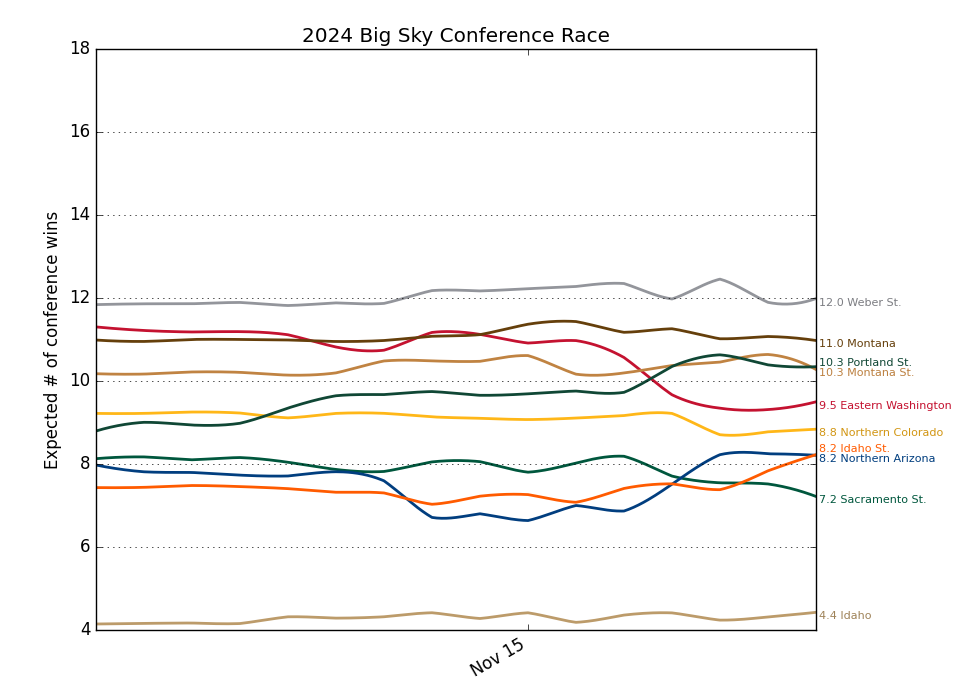 2024 Big Sky Conference Race
Expected # of conference wins
18
16
14
12
10
8
6
4
Nov 15
12.0 Weber St.
11.0 Montana
10.3 Portland St.
10.3 Montana St.
9.5 Eastern Washington
8.8 Northern Colorado
8.2 Idaho St.
8.2 Northern Arizona
7.2 Sacramento St.
4.4 Idaho